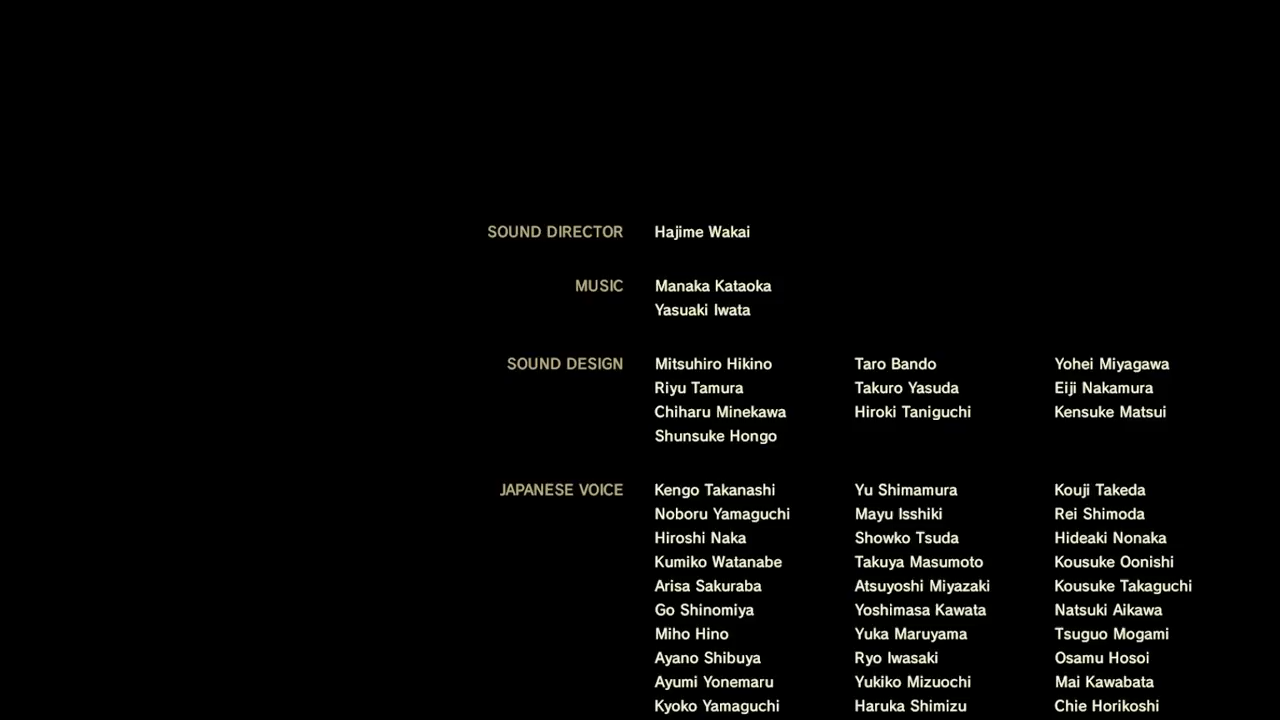 SOUND DIRECTOR Hajime Wakai
MUSIC Manaka Kataoka
Yasuaki Iwata
SOUND DESIGN Mitsuhiro Hikino Taro Bando Yohei Miyagawa
Riyu Tamura Takuro Yasuda Eiji Nakamura
Chiharu Minekawa Hiroki Taniguchi Kensuke Matsui
Shunsuke Hongo
JAPANESE VOICE Kengo Takanashi Yu Shimamura Kouji Takeda
Noboru Yamaguchi Mayu Isshiki Rei Shimoda
Hiroshi Naka Showko Tsuda Hideaki Nonaka
Kumiko Watanabe Takuya Masumoto Kousuke Oonishi
Arisa Sakuraba Atsuyoshi Miyazaki Kousuke Takaguchi
Go Shinomiya Yoshimasa Kawata Natsuki Aikawa
Miho Hino Yuka Maruyama Tsuguo Mogami
Ayano Shibuya Ryo Iwasaki Osamu Hosoi
Ayumi Yonemaru Yukiko Mizuochi Mai Kawabata
Kyoko Yamaguchi Haruka Shimizu Chie Horikoshi